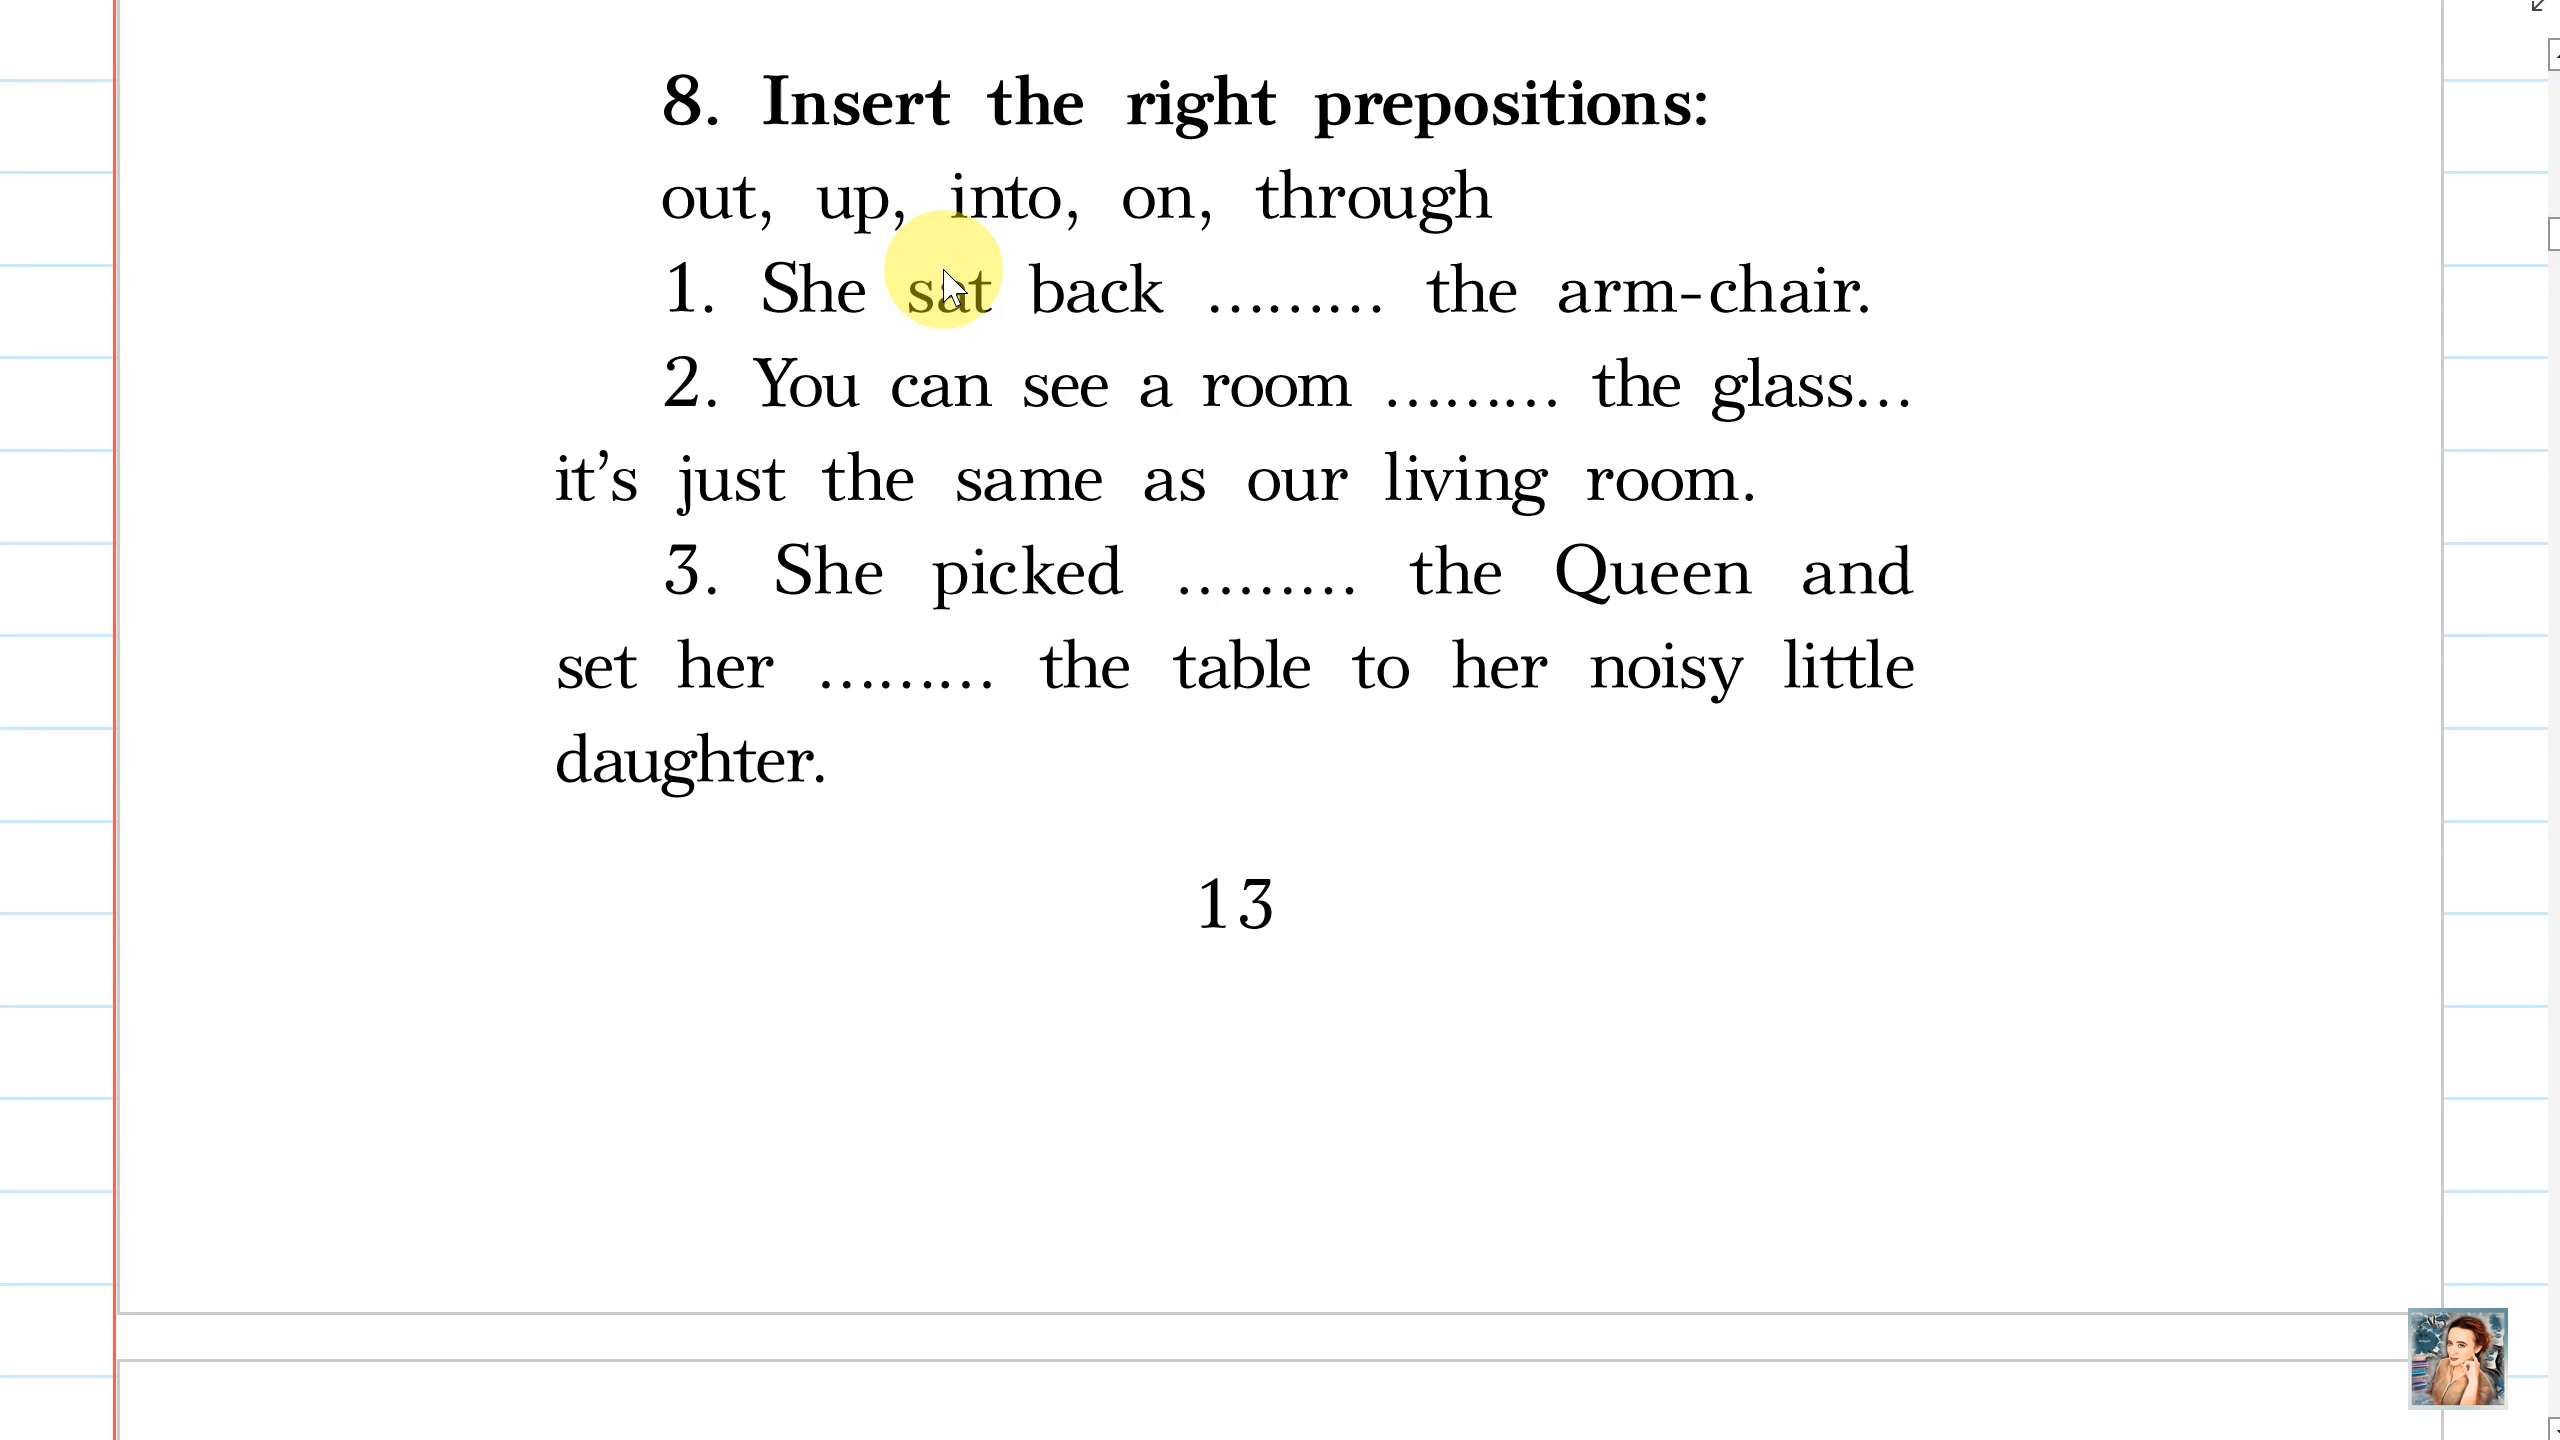 8. Insert the right prepositions:
out, up, into, on, through
1. She sat back ......... the arm-chair.
2. You can see a room ......... the glass...
it’s just the same as our living room.
3. She picked ......... the Queen and
set her ......... the table to her noisy little
daughter.
13